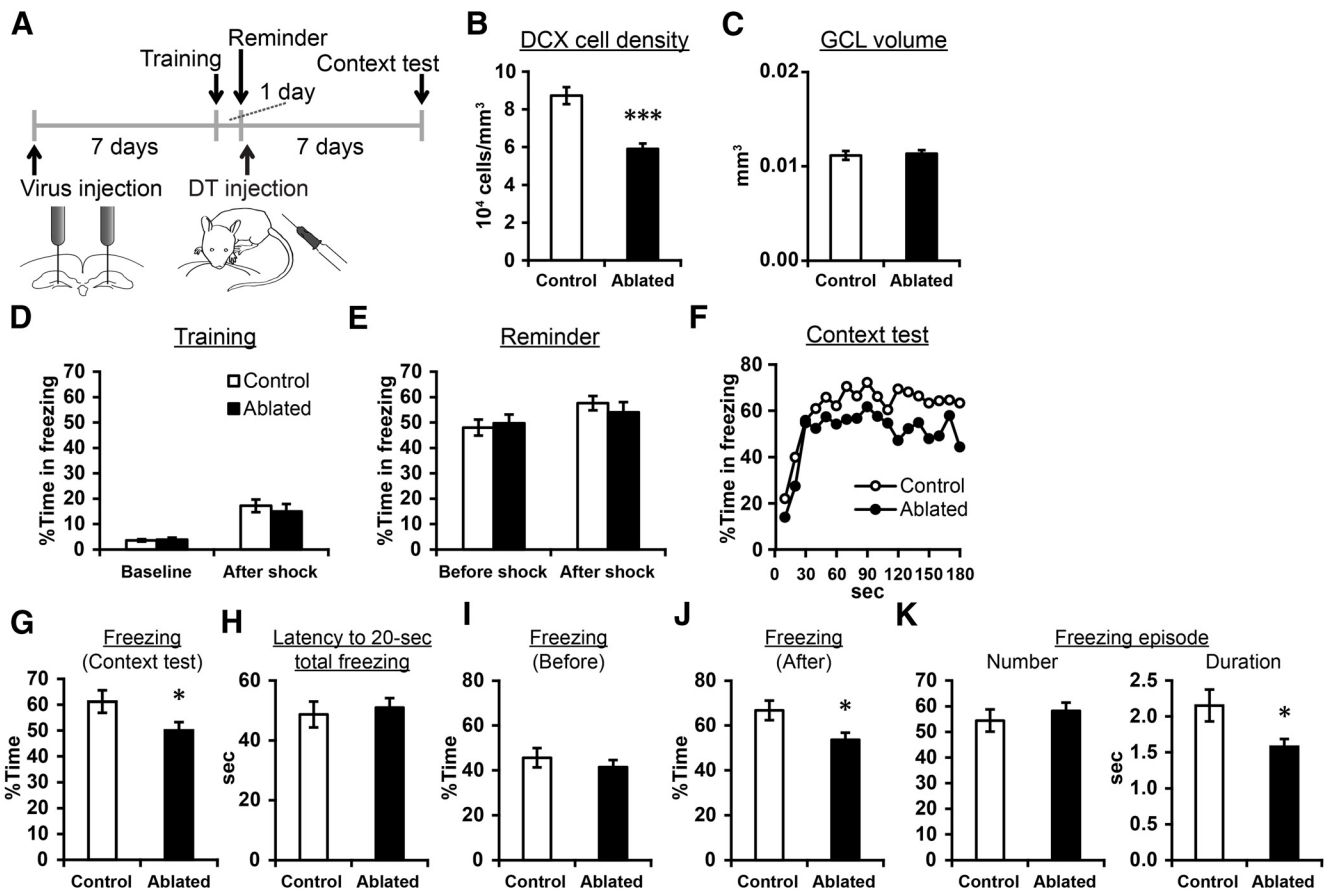 A
Reminder
Training
Context test
1 day
7 days
7 days
Virus injection
DT injection
B
DCX cell density
10⁴ cells/mm³
10
8
6
4
2
0
***
Control
Ablated
C
GCL volume
mm³
0.02
0.01
0.00
Control
Ablated
D
Training
%Time in freezing
70
60
50
40
30
20
10
0
Control
Ablated
Baseline
After shock
E
Reminder
%Time in freezing
70
60
50
40
30
20
10
0
Before shock
After shock
F
Context test
%Time in freezing
80
60
40
20
0
Control
Ablated
0 30 60 90 120 150 180
sec
G
Freezing
(Context test)
%Time
70
60
50
40
30
20
10
0
*
Control
Ablated
H
Latency to 20-sec
total freezing
sec
60
40
20
0
Control
Ablated
I
Freezing
(Before)
%Time
80
60
40
20
0
Control
Ablated
J
Freezing
(After)
%Time
80
60
40
20
0
*
Control
Ablated
K
Freezing episode
Number
70
60
50
40
30
20
10
0
Control
Ablated
Duration
sec
2.5
2.0
1.5
1.0
0.5
0.0
*
Control
Ablated